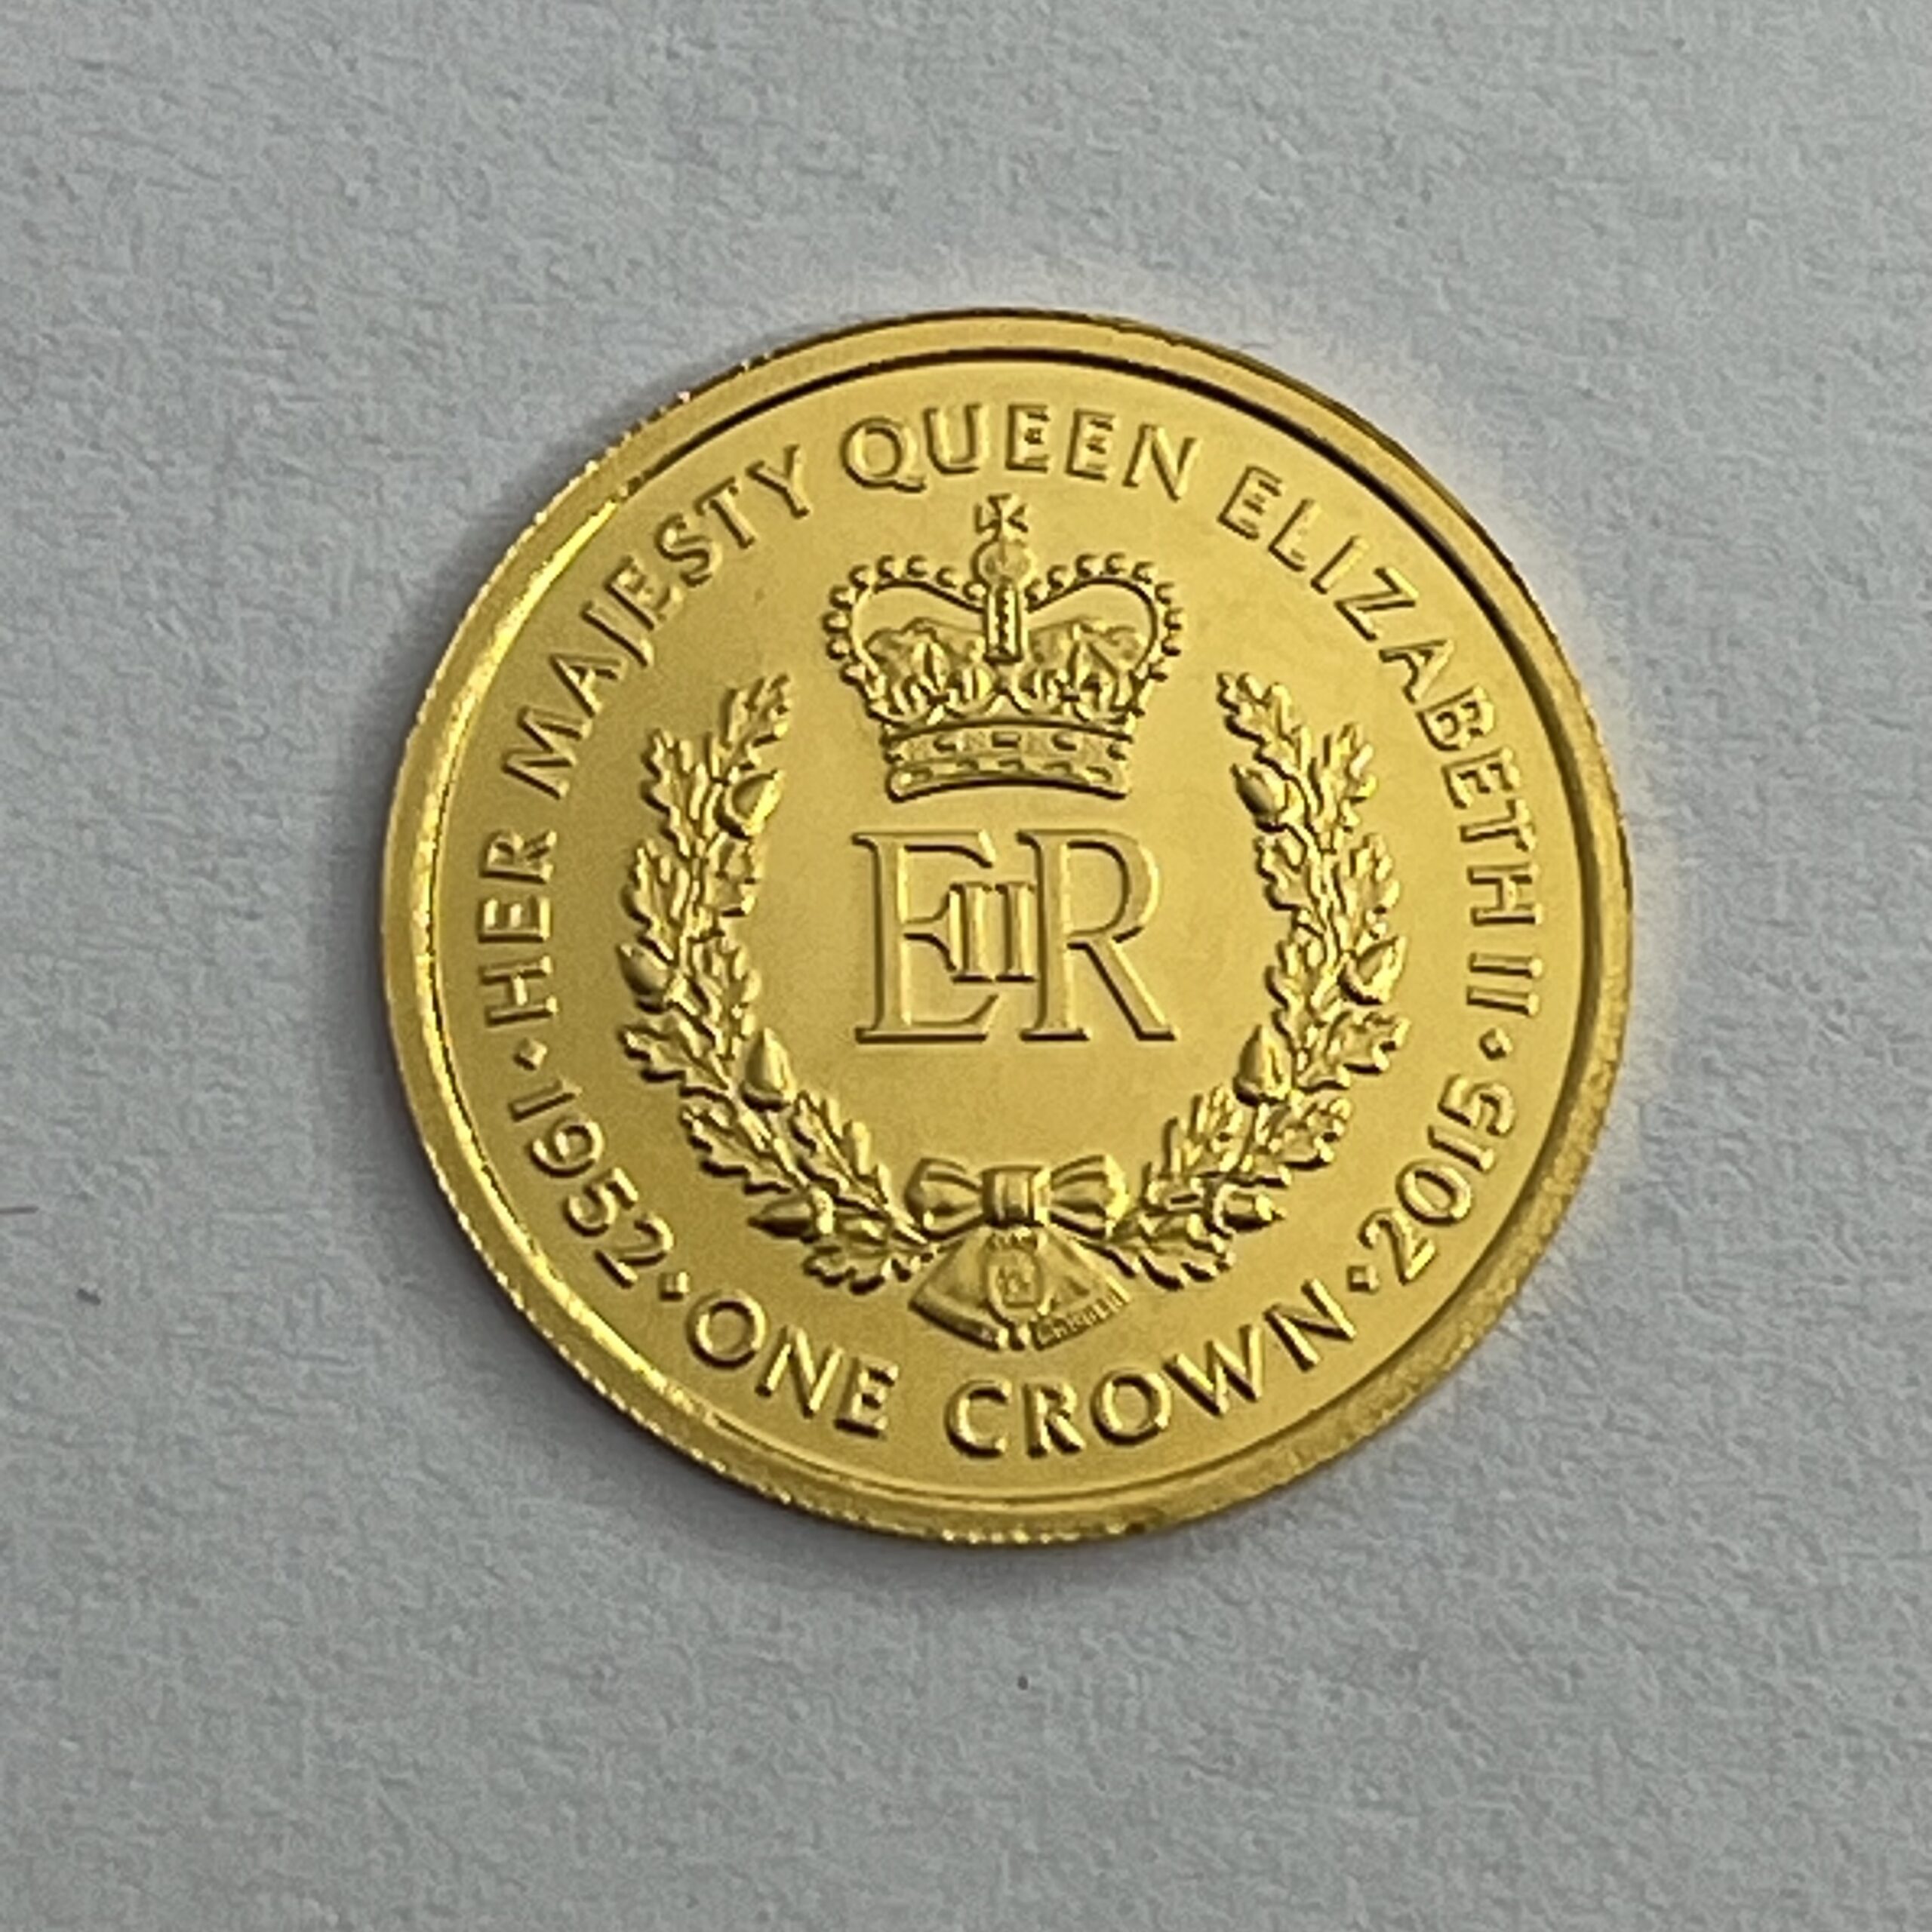 · HER MAJESTY QUEEN ELIZABETH II ·
EIIR
1952 · ONE CROWN · 2015